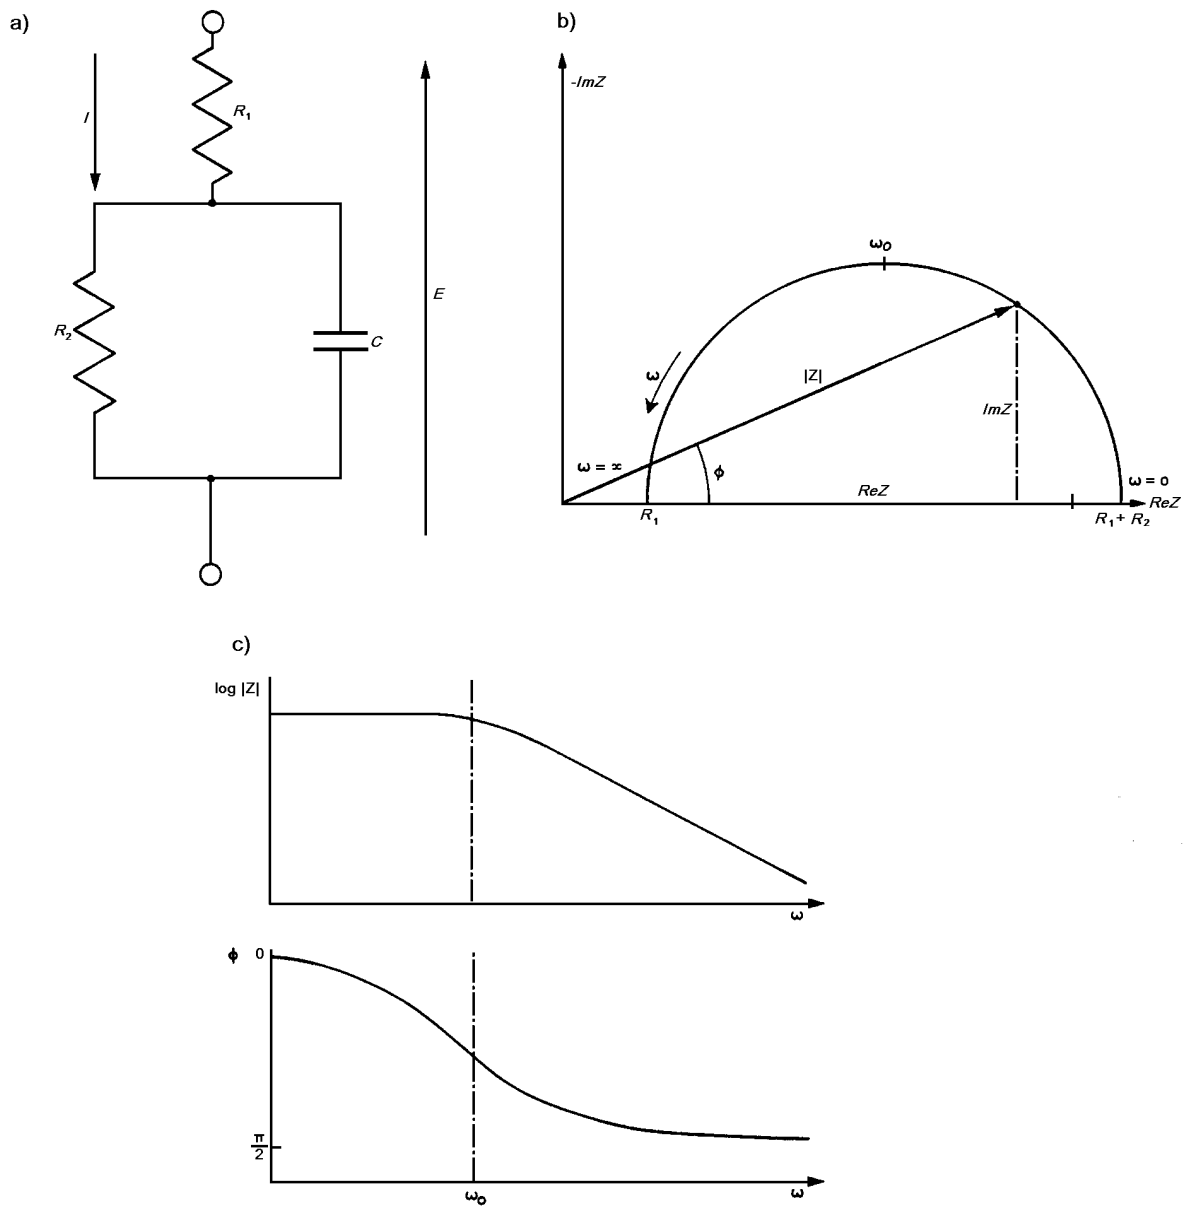 a)
I
R1
E
R2
C
b)
-ImZ
ω0
ω
|Z|
ImZ
ω = ∞
ϕ
ReZ
ω = 0
R1
R1 + R2
ReZ
c)
log |Z|
ω
ϕ 0
π
2
ω0
ω